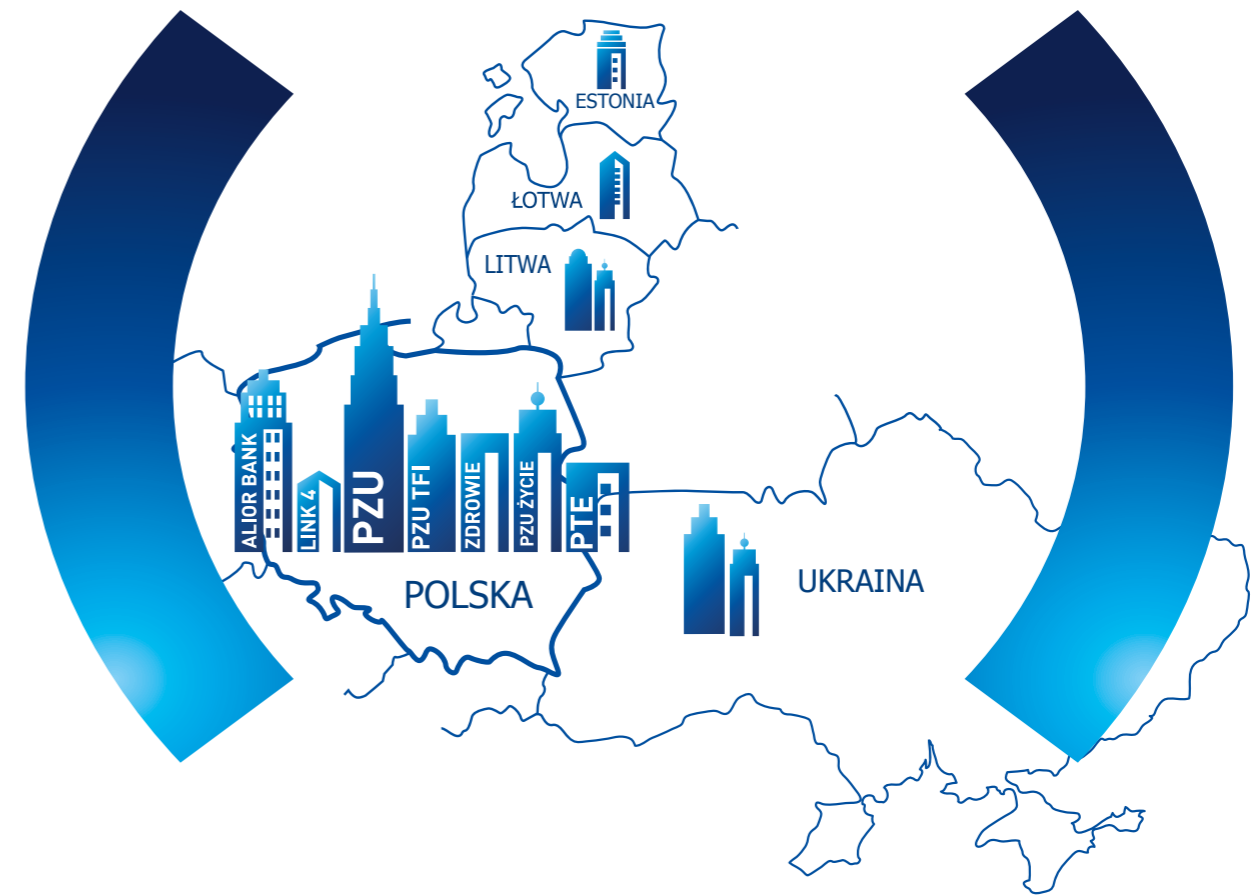 ESTONIA
ŁOTWA
LITWA
ALIOR BANK
LINK 4
PZU
PZU TFI
ZDROWIE
PZU ŻYCIE
PTE
POLSKA
UKRAINA